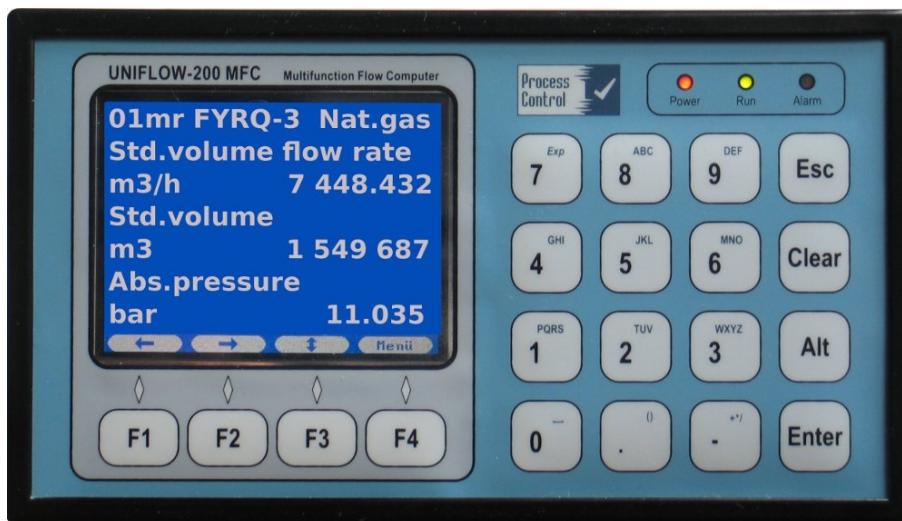 UNIFLOW-200 MFC Multifunction Flow Computer
01mr FYRQ-3 Nat.gas
Std.volume flow rate
m3/h 7 448.432
Std.volume
m3 1 549 687
Abs.pressure
bar 11.035
← → ↕ Menü
F1 F2 F3 F4
Process
Control
Power Run Alarm
Exp ABC DEF
7 8 9 Esc
GHI JKL MNO
4 5 6 Clear
PQRS TUV WXYZ
1 2 3 Alt
() +*/
0 . - Enter